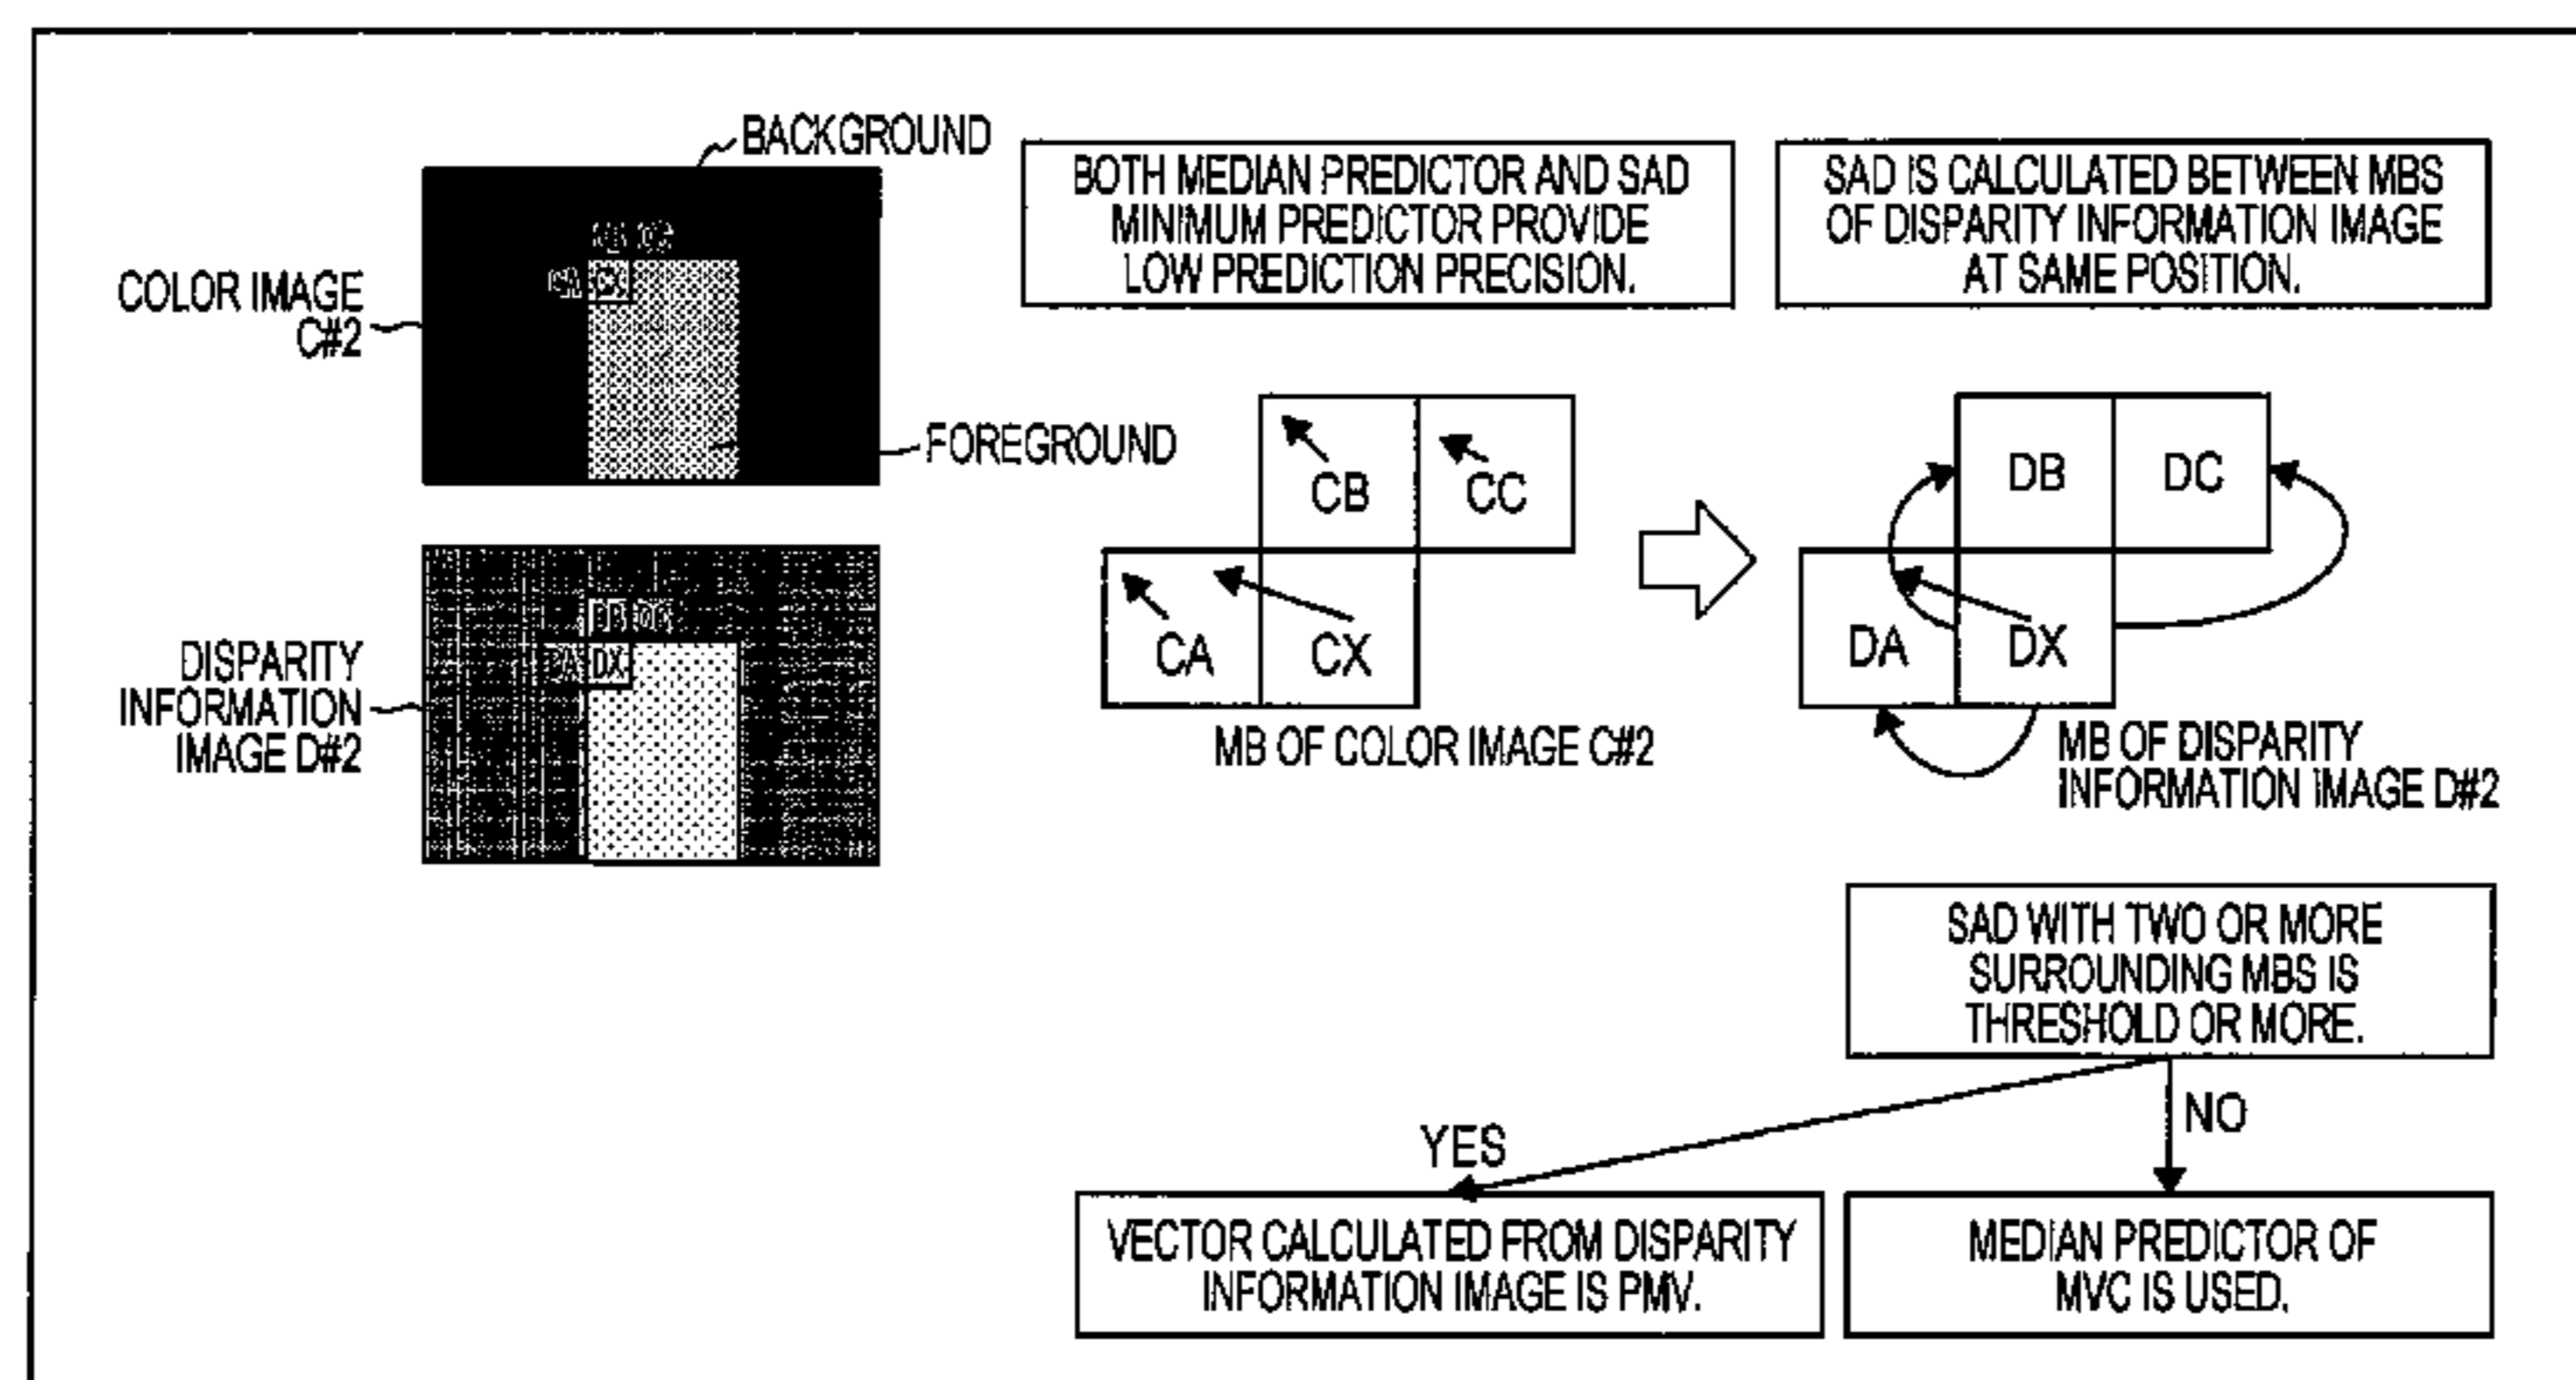 BACKGROUND
COLOR IMAGE
C#2
FOREGROUND
DISPARITY
INFORMATION
IMAGE D#2
DX
BOTH MEDIAN PREDICTOR AND SAD
MINIMUM PREDICTOR PROVIDE
LOW PREDICTION PRECISION.
SAD IS CALCULATED BETWEEN MBS
OF DISPARITY INFORMATION IMAGE
AT SAME POSITION.
CB CC
CA CX
MB OF COLOR IMAGE C#2
DB DC
DA DX
MB OF DISPARITY
INFORMATION IMAGE D#2
SAD WITH TWO OR MORE
SURROUNDING MBS IS
THRESHOLD OR MORE.
YES
NO
VECTOR CALCULATED FROM DISPARITY
INFORMATION IMAGE IS PMV.
MEDIAN PREDICTOR OF
MVC IS USED.